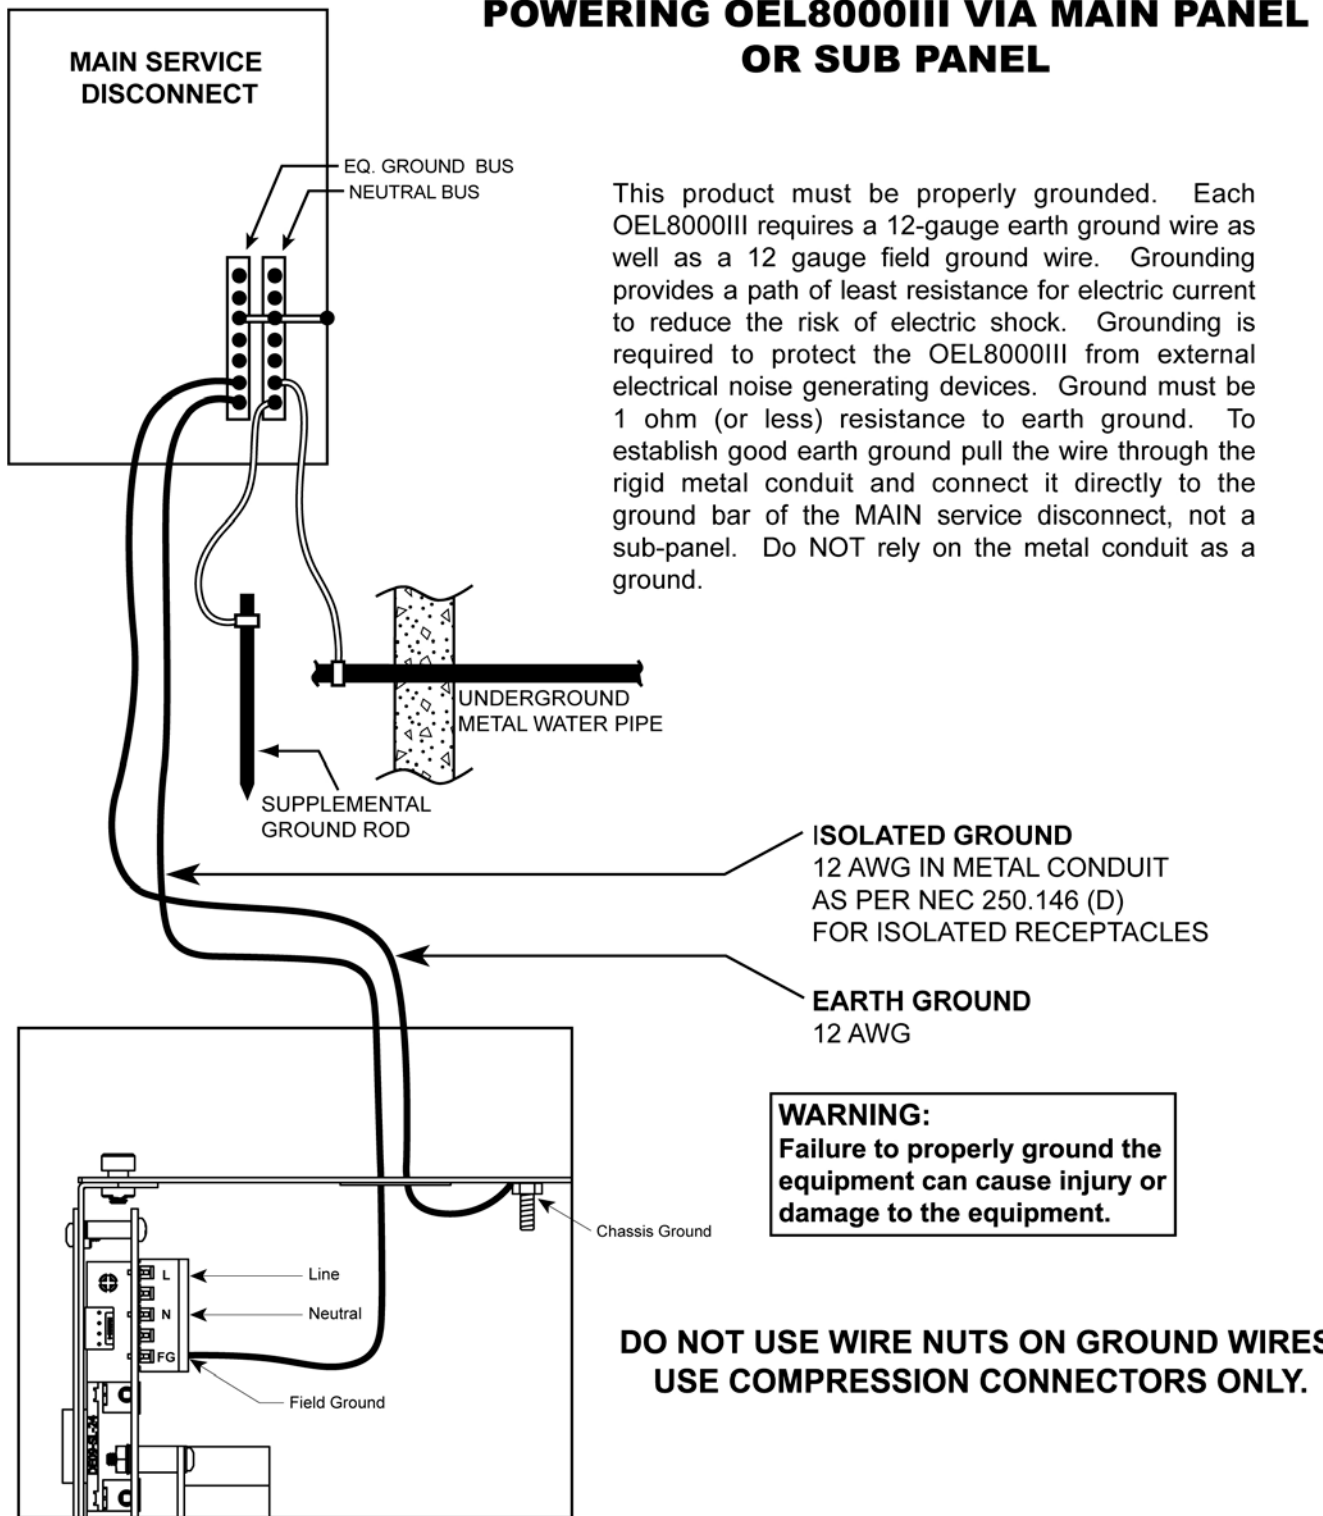 POWERING OEL8000III VIA MAIN PANEL
OR SUB PANEL
MAIN SERVICE
DISCONNECT
EQ. GROUND BUS
NEUTRAL BUS
This product must be properly grounded. Each
OEL8000III requires a 12-gauge earth ground wire as
well as a 12 gauge field ground wire. Grounding
provides a path of least resistance for electric current
to reduce the risk of electric shock. Grounding is
required to protect the OEL8000III from external
electrical noise generating devices. Ground must be
1 ohm (or less) resistance to earth ground. To
establish good earth ground pull the wire through the
rigid metal conduit and connect it directly to the
ground bar of the MAIN service disconnect, not a
sub-panel. Do NOT rely on the metal conduit as a
ground.
UNDERGROUND
METAL WATER PIPE
SUPPLEMENTAL
GROUND ROD
ISOLATED GROUND
12 AWG IN METAL CONDUIT
AS PER NEC 250.146 (D)
FOR ISOLATED RECEPTACLES
EARTH GROUND
12 AWG
WARNING:
Failure to properly ground the
equipment can cause injury or
damage to the equipment.
Chassis Ground
L
Line
N
Neutral
FG
Field Ground
DO NOT USE WIRE NUTS ON GROUND WIRES
USE COMPRESSION CONNECTORS ONLY.